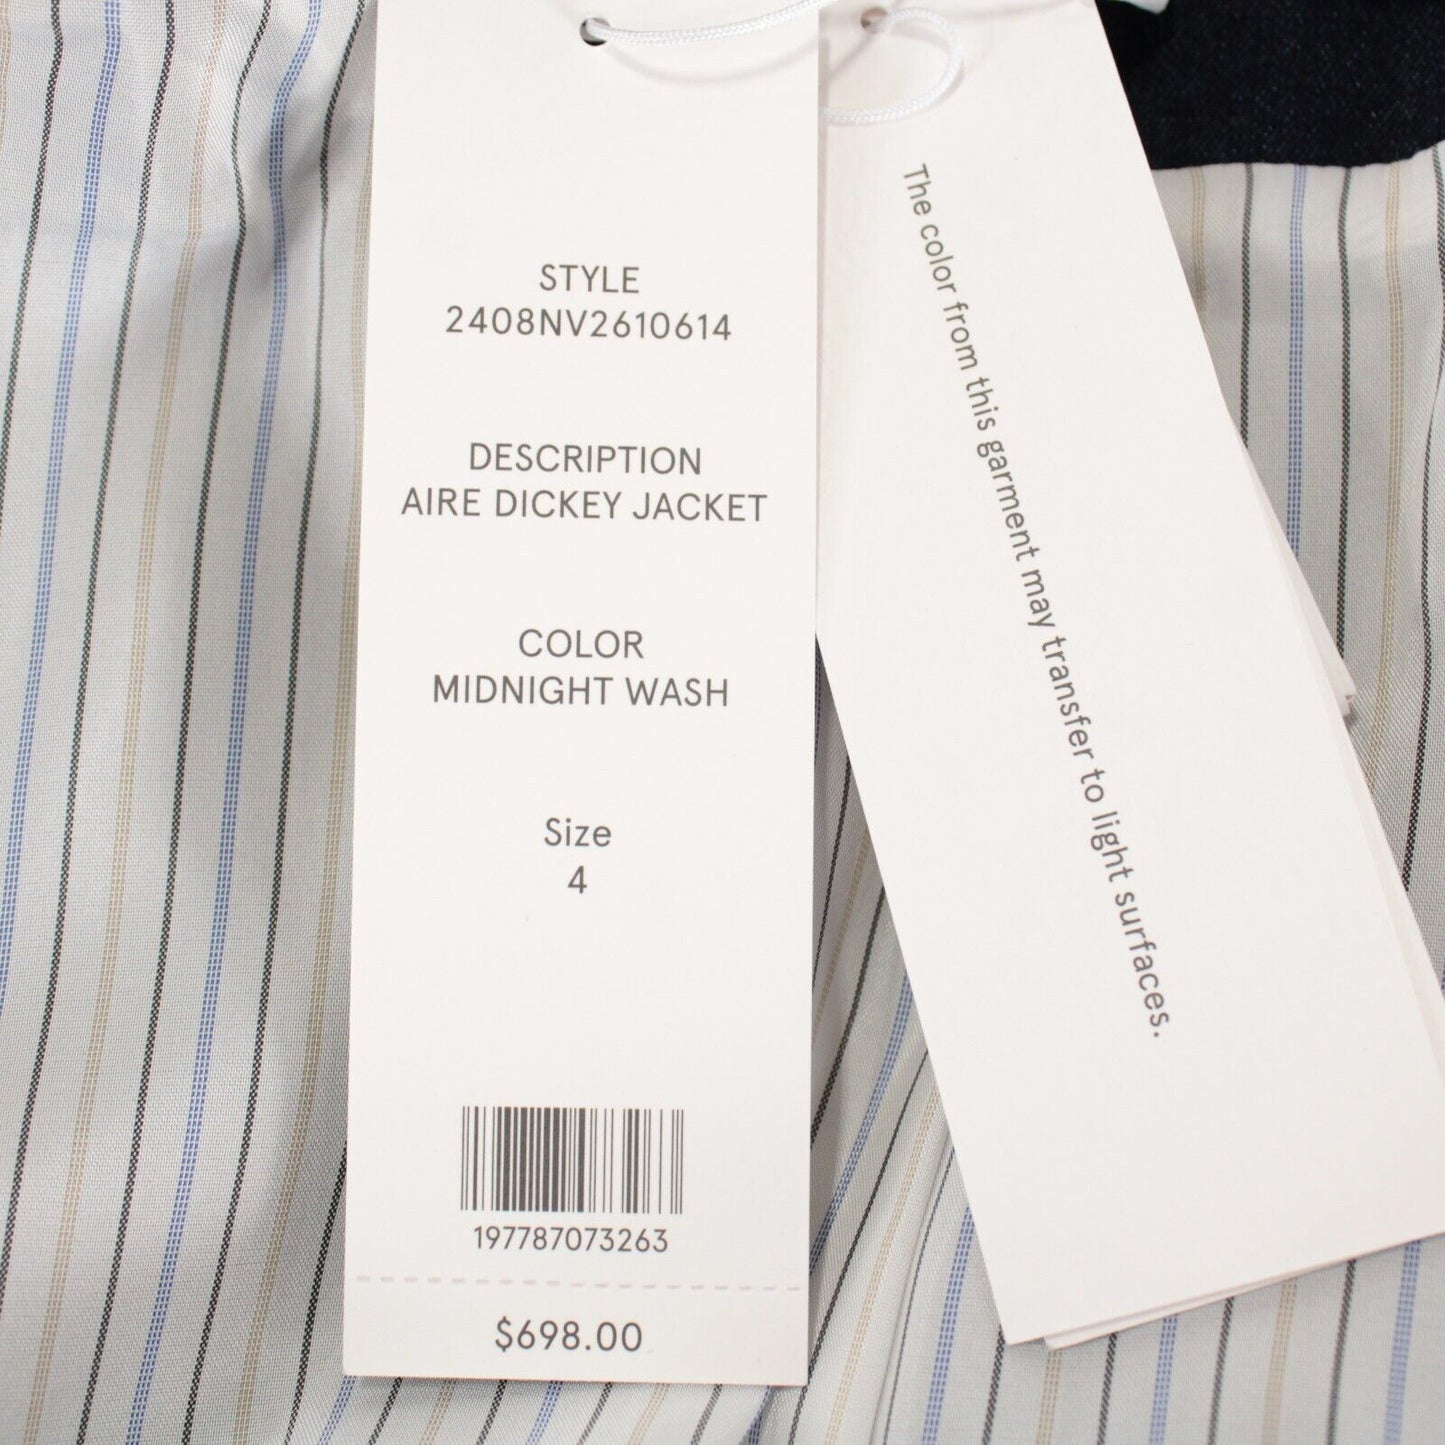 STYLE
2408NV2610614
DESCRIPTION
AIRE DICKEY JACKET
COLOR
MIDNIGHT WASH
Size
4
197787073263
$698.00
The color from this garment may transfer to light surfaces.